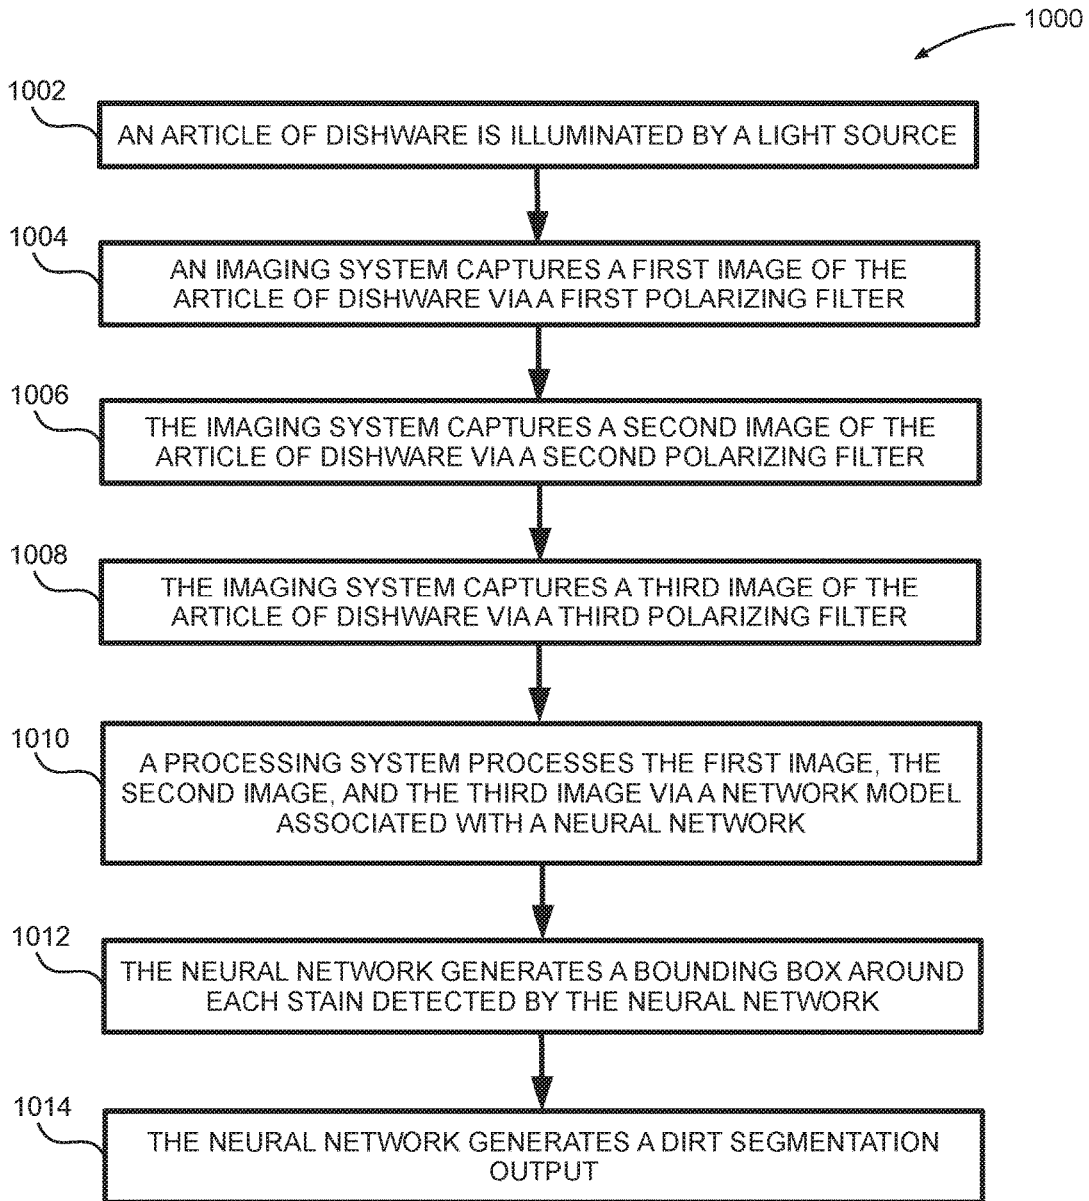 1000
1002
AN ARTICLE OF DISHWARE IS ILLUMINATED BY A LIGHT SOURCE
1004
AN IMAGING SYSTEM CAPTURES A FIRST IMAGE OF THE
ARTICLE OF DISHWARE VIA A FIRST POLARIZING FILTER
1006
THE IMAGING SYSTEM CAPTURES A SECOND IMAGE OF THE
ARTICLE OF DISHWARE VIA A SECOND POLARIZING FILTER
1008
THE IMAGING SYSTEM CAPTURES A THIRD IMAGE OF THE
ARTICLE OF DISHWARE VIA A THIRD POLARIZING FILTER
1010
A PROCESSING SYSTEM PROCESSES THE FIRST IMAGE, THE
SECOND IMAGE, AND THE THIRD IMAGE VIA A NETWORK MODEL
ASSOCIATED WITH A NEURAL NETWORK
1012
THE NEURAL NETWORK GENERATES A BOUNDING BOX AROUND
EACH STAIN DETECTED BY THE NEURAL NETWORK
1014
THE NEURAL NETWORK GENERATES A DIRT SEGMENTATION
OUTPUT